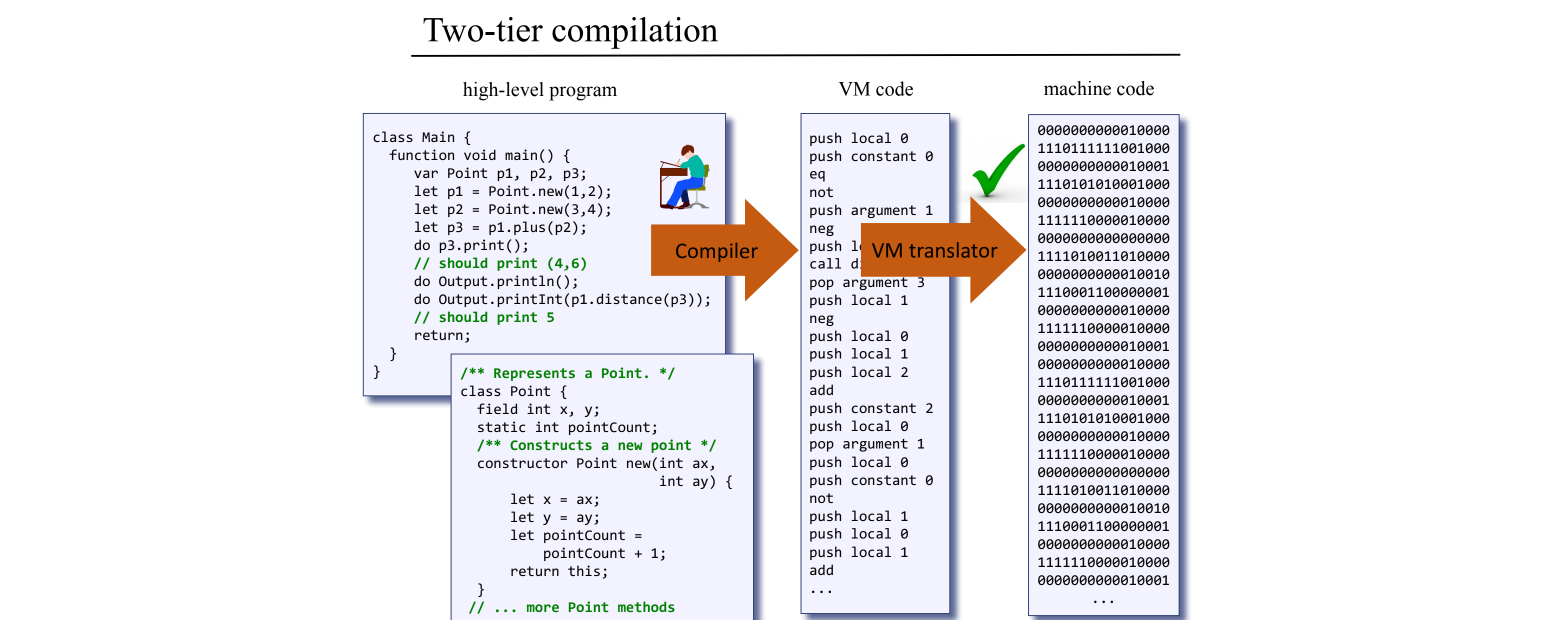 Two-tier compilation
high-level program
class Main {
function void main() {
var Point p1, p2, p3;
let p1 = Point.new(1,2);
let p2 = Point.new(3,4);
let p3 = p1.plus(p2);
do p3.print();
// should print (4,6)
do Output.println();
do Output.printInt(p1.distance(p3));
// should print 5
return;
}
}
/** Represents a Point. */
class Point {
field int x, y;
static int pointCount;
/** Constructs a new point */
constructor Point new(int ax,
int ay) {
let x = ax;
let y = ay;
let pointCount =
pointCount + 1;
return this;
}
// ... more Point methods
Compiler
VM code
push local 0
push constant 0
eq
not
push argument 1
neg
push
call
pop argument 3
push local 1
neg
push local 0
push local 1
push local 2
add
push constant 2
push local 0
pop argument 1
push local 0
push constant 0
not
push local 1
push local 0
push local 1
add
...
VM translator
machine code
0000000000010000
1110111111001000
0000000000010001
1110101010001000
0000000000010000
1111110000010000
0000000000000000
1111010011010000
0000000000010010
1110001100000001
0000000000010000
1111110000010000
0000000000010001
0000000000010000
1110111111001000
0000000000010001
1110101010001000
0000000000010000
1111110000010000
0000000000000000
1111010011010000
0000000000010010
1110001100000001
0000000000010000
1111110000010000
0000000000010001
...